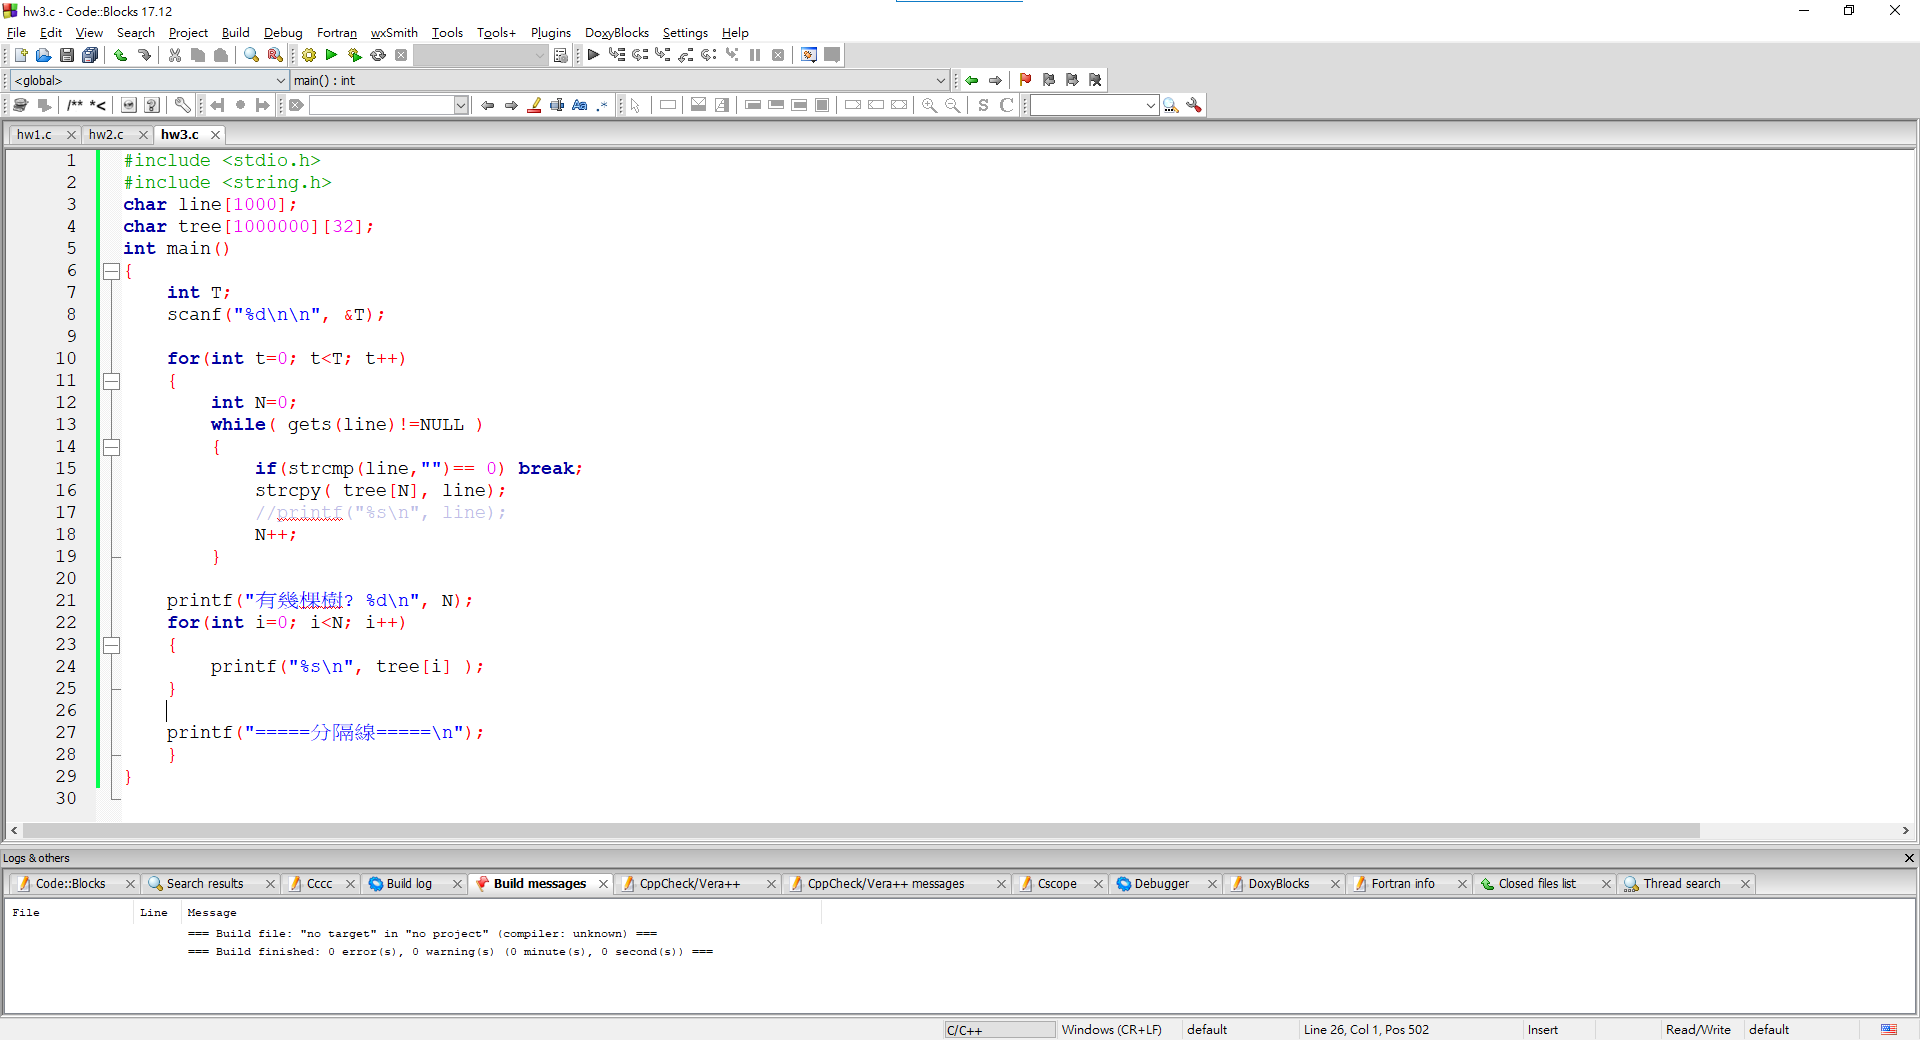 hw3.c - Code::Blocks 17.12
File Edit View Search Project Build Debug Fortran wxSmith Tools Tools+ Plugins DoxyBlocks Settings Help
<global> main() : int
/** *<
S C
hw1.c hw2.c hw3.c
1 #include <stdio.h>
2 #include <string.h>
3 char line[1000];
4 char tree[1000000][32];
5 int main()
6 {
7 int T;
8 scanf("%d\n\n", &T);
9
10 for(int t=0; t<T; t++)
11 {
12 int N=0;
13 while( gets(line)!=NULL )
14 {
15 if(strcmp(line,"")== 0) break;
16 strcpy( tree[N], line);
17 //printf("%s\n", line);
18 N++;
19 }
20
21 printf("有幾棵樹? %d\n", N);
22 for(int i=0; i<N; i++)
23 {
24 printf("%s\n", tree[i] );
25 }
26
27 printf("=====分隔線=====\n");
28 }
29 }
30
Logs & others
Code::Blocks Search results Cccc Build log Build messages CppCheck/Vera++ CppCheck/Vera++ messages Cscope Debugger DoxyBlocks Fortran info Closed files list Thread search
File Line Message
=== Build file: "no target" in "no project" (compiler: unknown) ===
=== Build finished: 0 error(s), 0 warning(s) (0 minute(s), 0 second(s)) ===
C/C++ Windows (CR+LF) default Line 26, Col 1, Pos 502 Insert Read/Write default